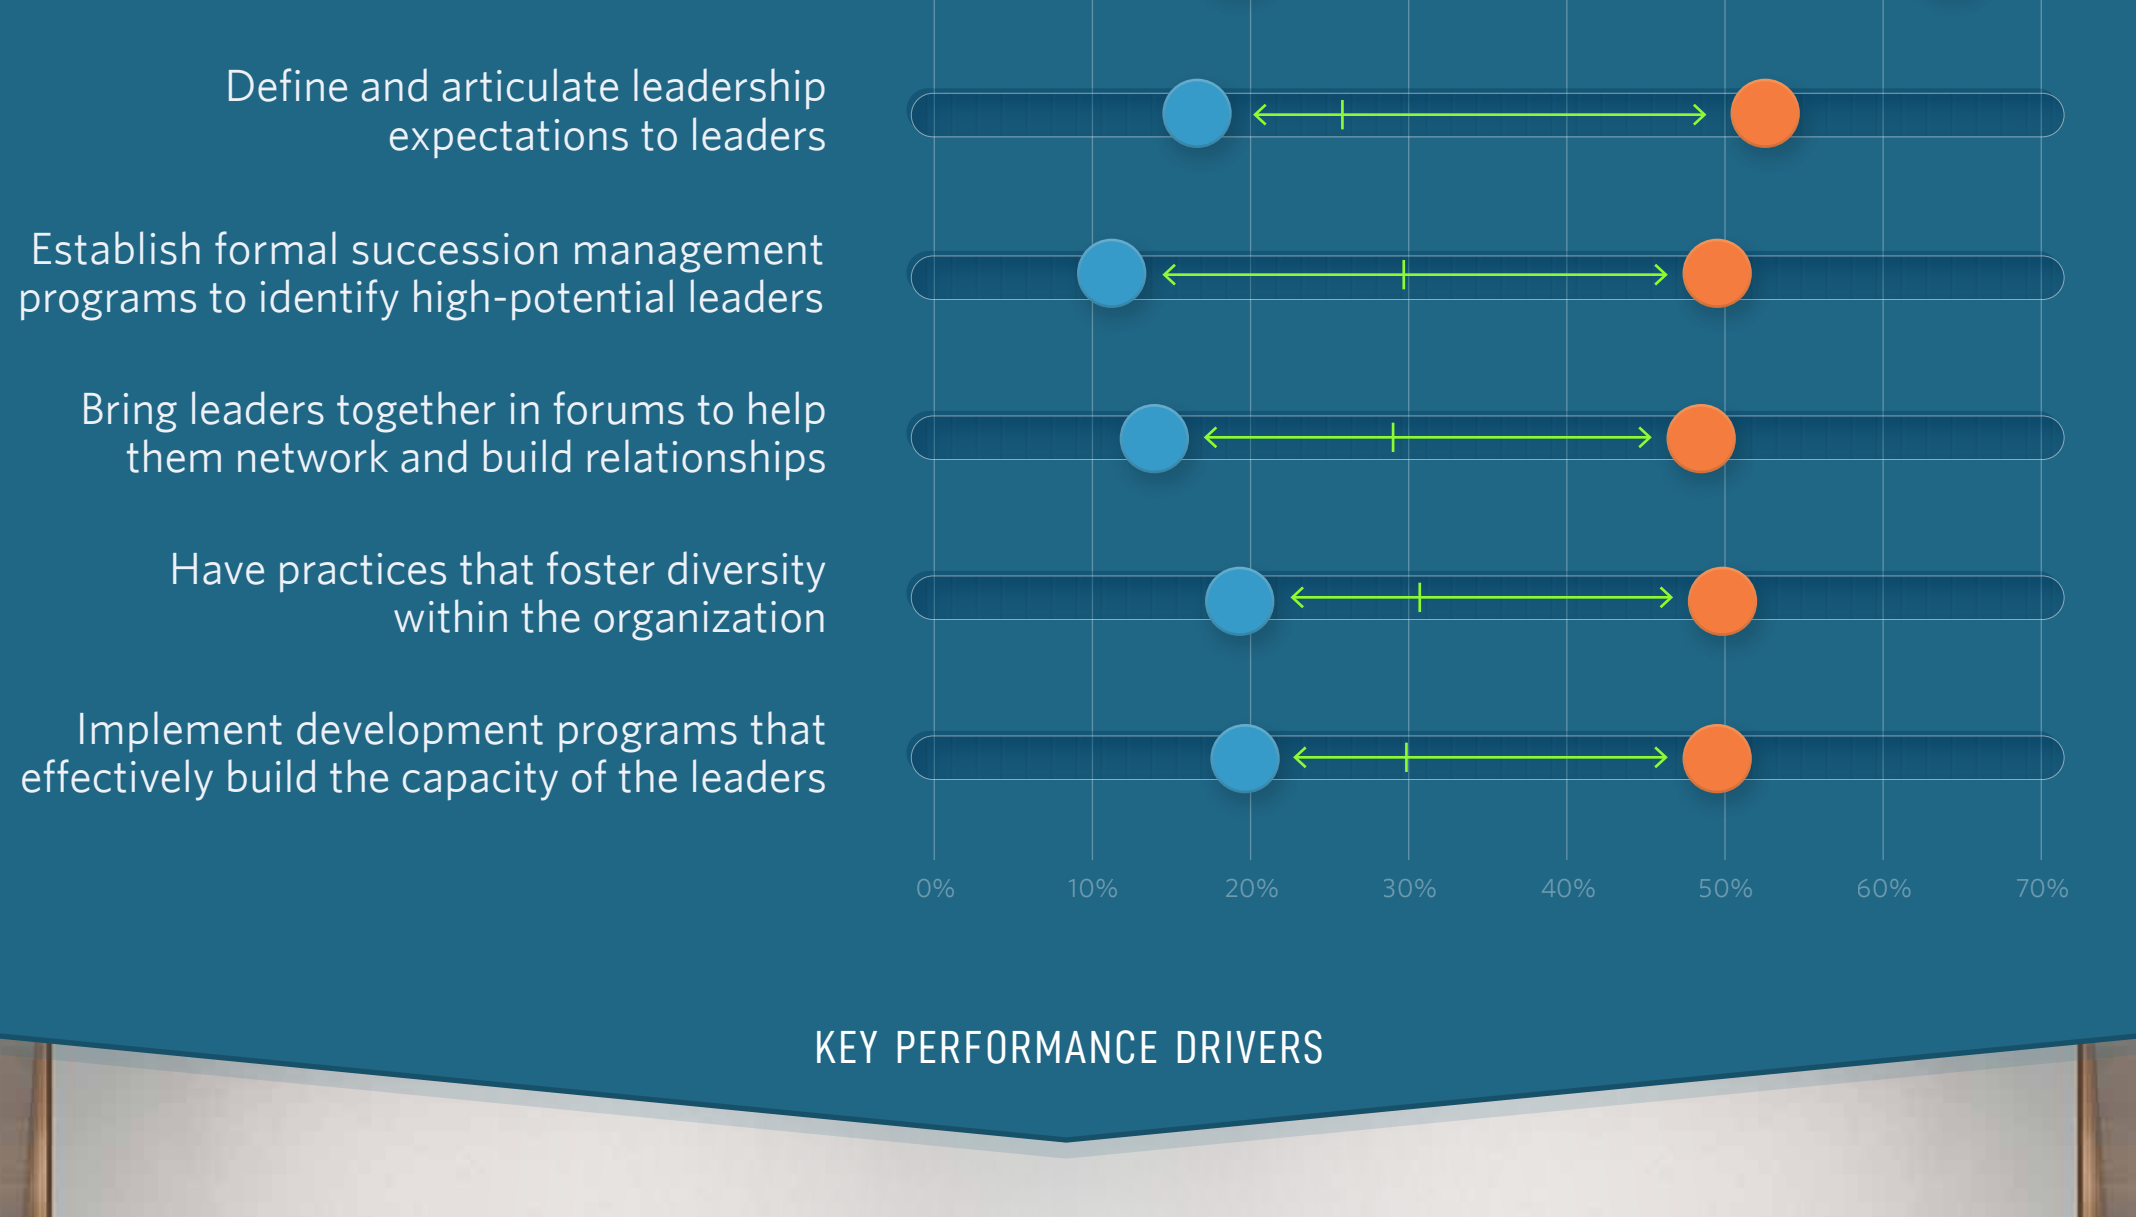 Define and articulate leadership
expectations to leaders
Establish formal succession management
programs to identify high-potential leaders
Bring leaders together in forums to help
them network and build relationships
Have practices that foster diversity
within the organization
Implement development programs that
effectively build the capacity of the leaders
0% 10% 20% 30% 40% 50% 60% 70%
KEY PERFORMANCE DRIVERS